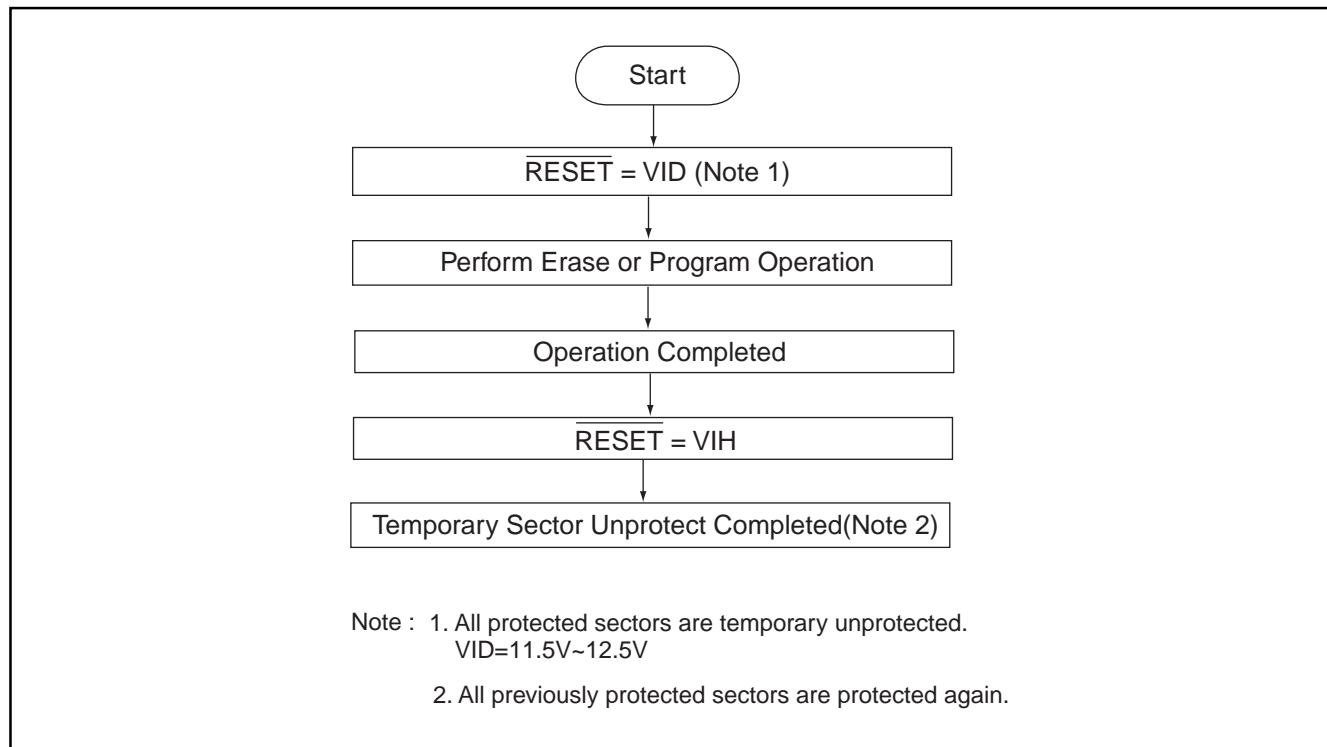 Start
RESET = VID (Note 1)
Perform Erase or Program Operation
Operation Completed
RESET = VIH
Temporary Sector Unprotect Completed(Note 2)
Note : 1. All protected sectors are temporary unprotected.
VID=11.5V~12.5V
2. All previously protected sectors are protected again.